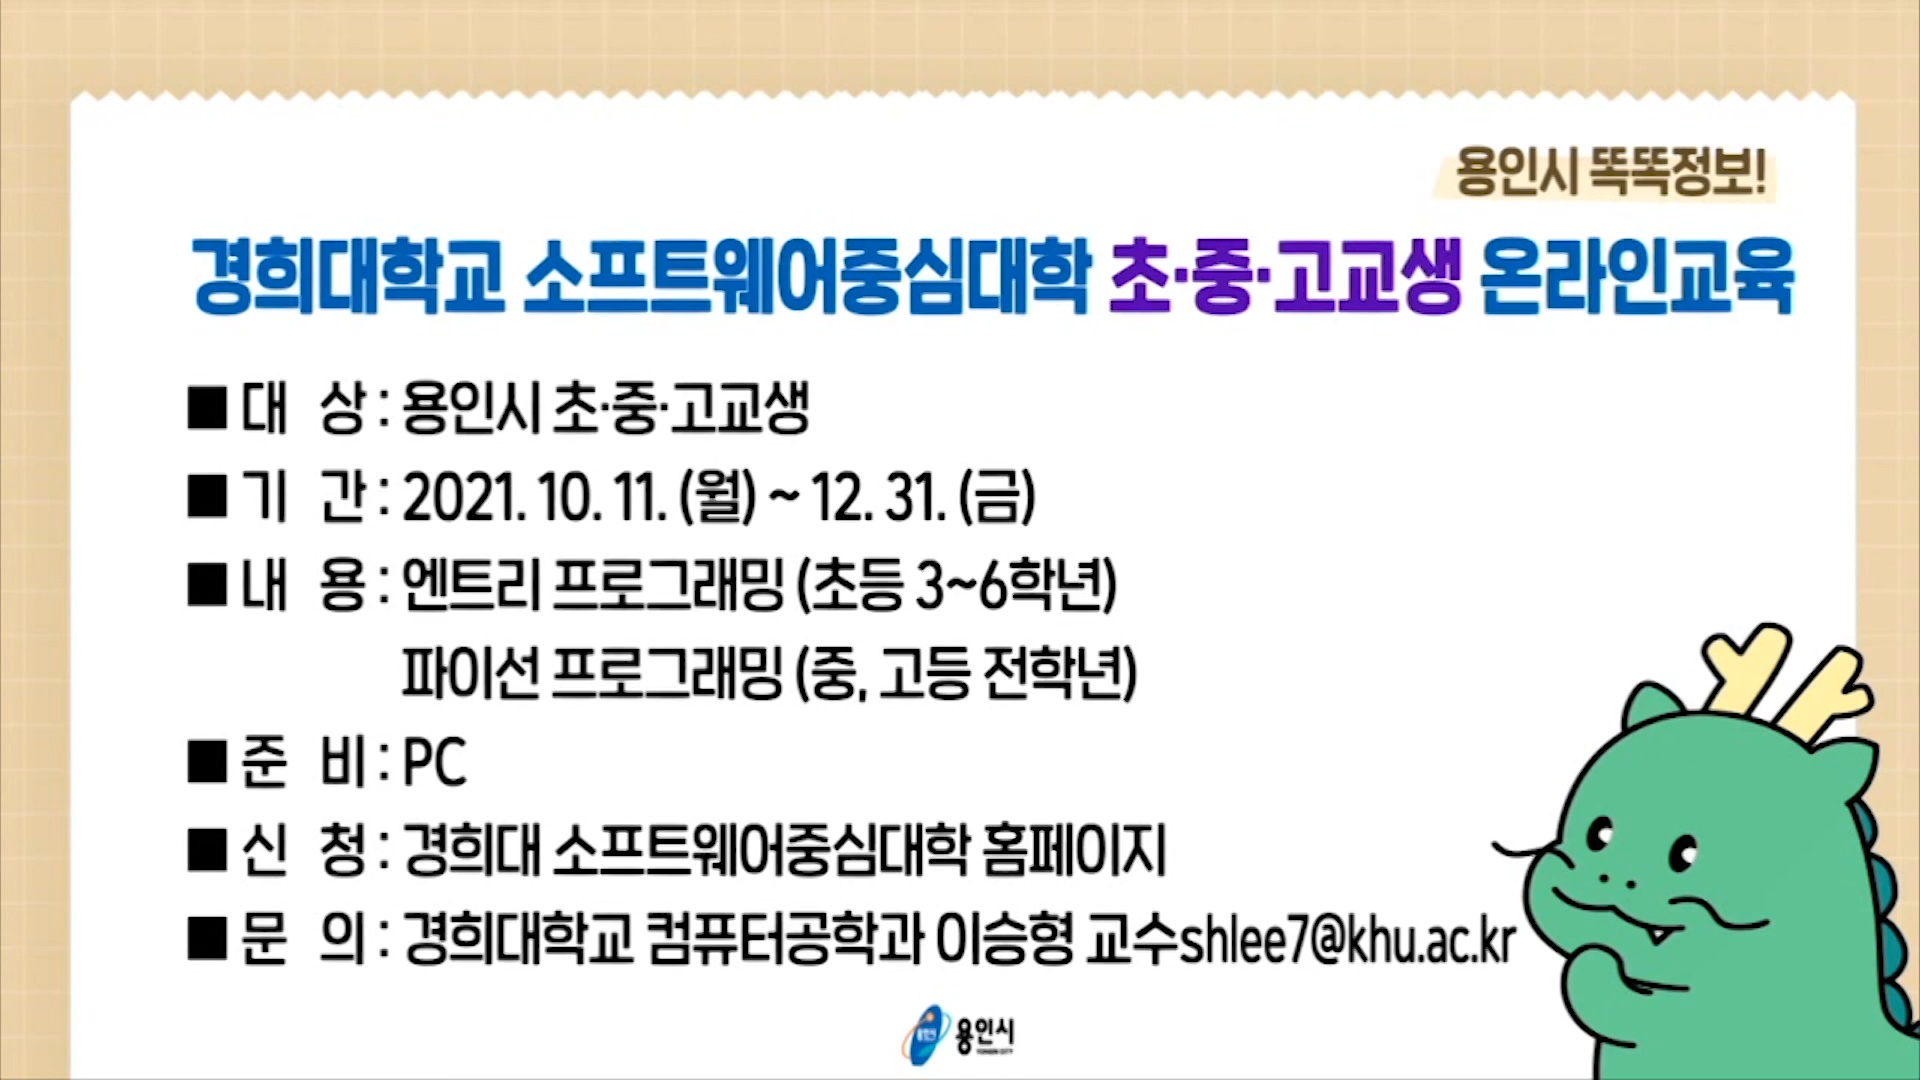 용인시 똑똑정보!
경희대학교 소프트웨어중심대학 초·중·고교생 온라인교육
■ 대 상 : 용인시 초·중·고교생
■ 기 간 : 2021. 10. 11. (월) ~ 12. 31. (금)
■ 내 용 : 엔트리 프로그래밍 (초등 3~6학년)
파이선 프로그래밍 (중, 고등 전학년)
■ 준 비 : PC
■ 신 청 : 경희대 소프트웨어중심대학 홈페이지
■ 문 의 : 경희대학교 컴퓨터공학과 이승형 교수shlee7@khu.ac.kr
용인시
YONGIN CITY